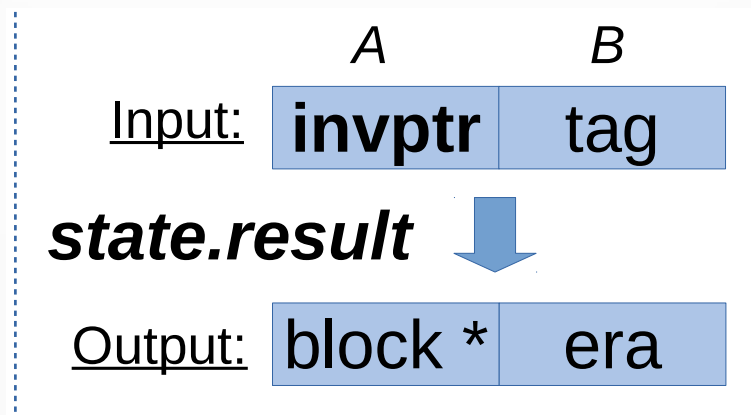 A B
Input: invptr tag
state.result
Output: block * era